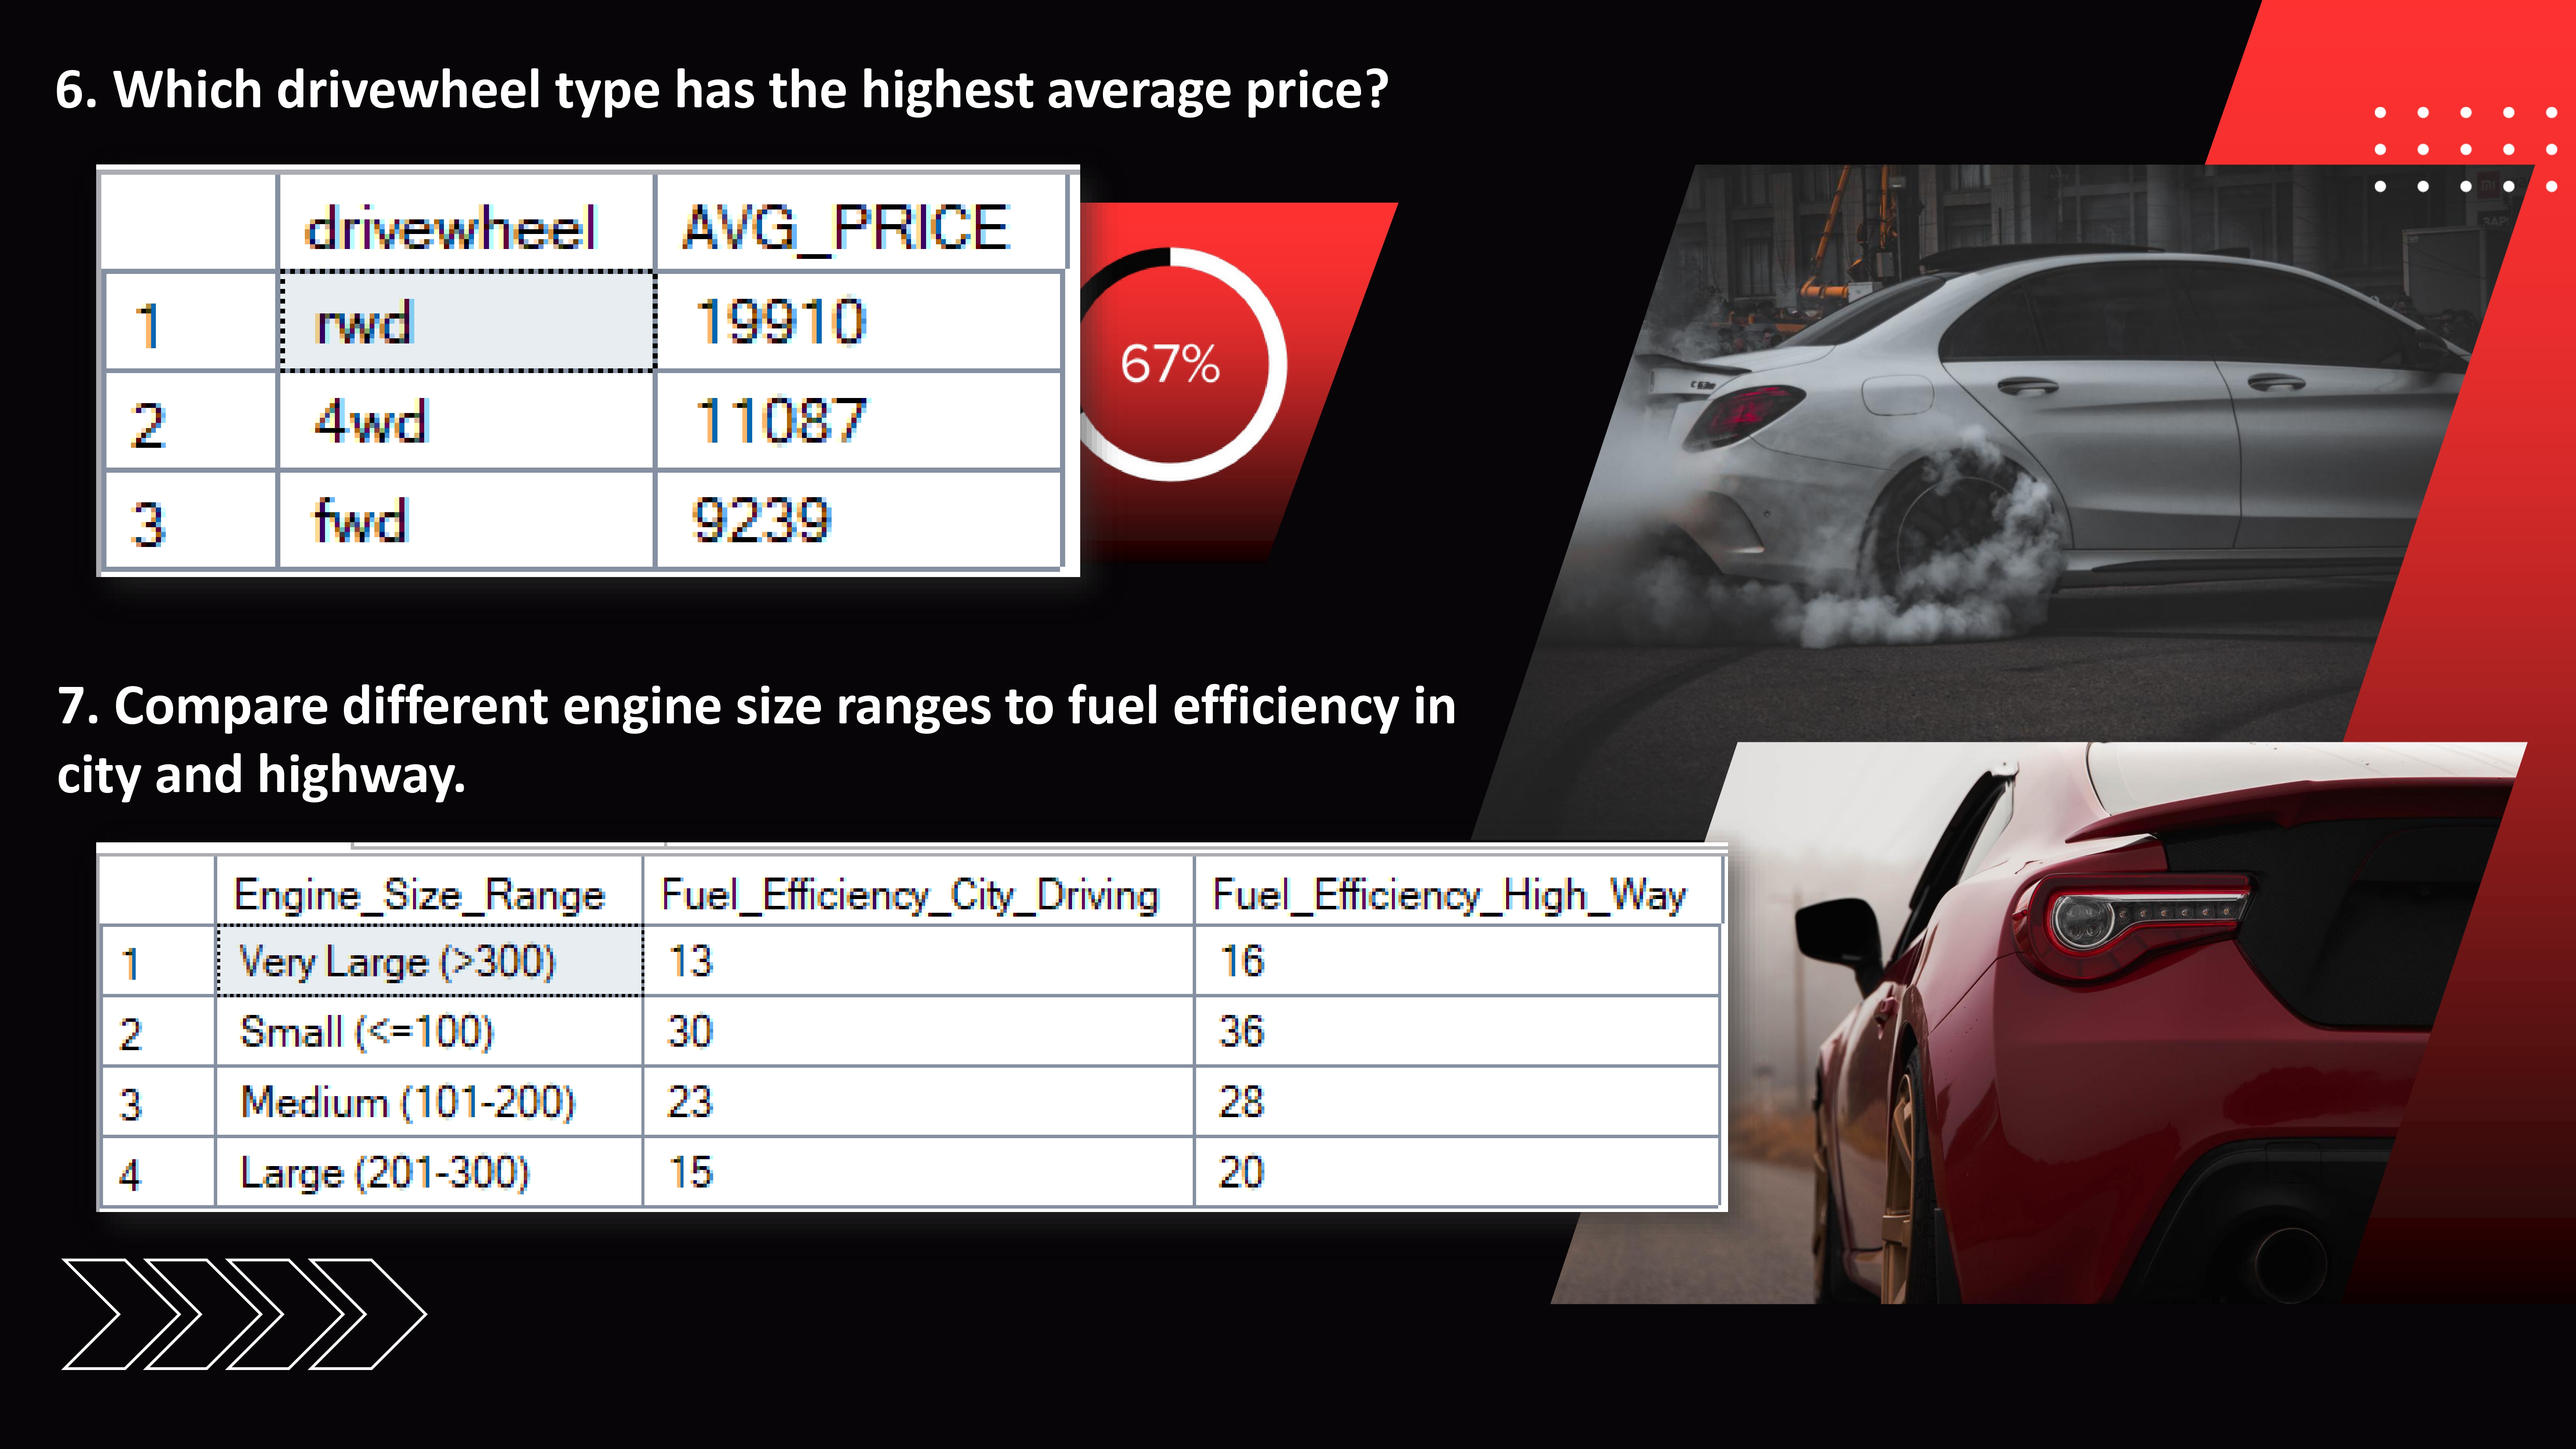 6. Which drivewheel type has the highest average price?
drivewheel AVG_PRICE
1 rwd 19910
2 4wd 11087
3 fwd 9239
67%
7. Compare different engine size ranges to fuel efficiency in
city and highway.
Engine_Size_Range Fuel_Efficiency_City_Driving Fuel_Efficiency_High_Way
1 Very Large (>300) 13 16
2 Small (<=100) 30 36
3 Medium (101-200) 23 28
4 Large (201-300) 15 20